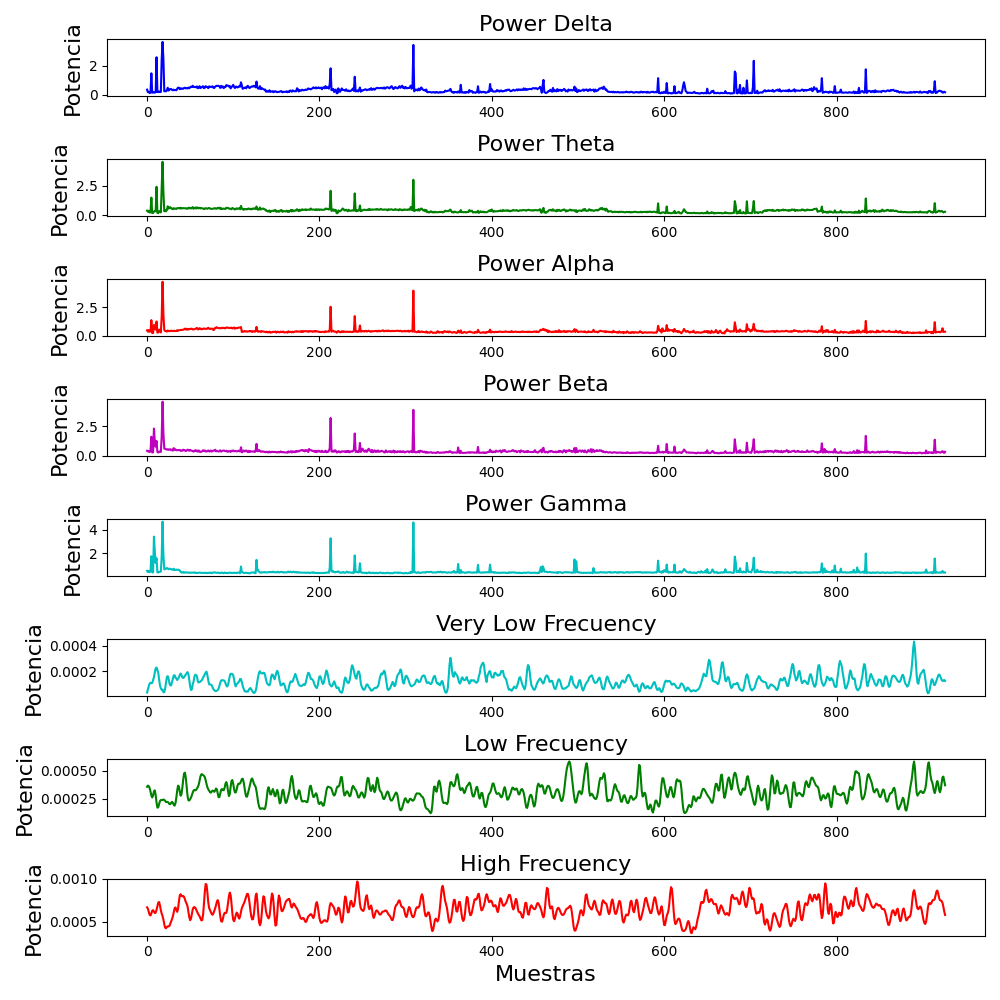 Power Delta
Potencia
2
0
0 200 400 600 800
Power Theta
Potencia
2.5
0.0
0 200 400 600 800
Power Alpha
Potencia
2.5
0.0
0 200 400 600 800
Power Beta
Potencia
2.5
0.0
0 200 400 600 800
Power Gamma
Potencia
4
2
0 200 400 600 800
Very Low Frecuency
Potencia
0.0004
0.0002
0 200 400 600 800
Low Frecuency
Potencia
0.00050
0.00025
0 200 400 600 800
High Frecuency
Potencia
0.0010
0.0005
0 200 400 600 800
Muestras